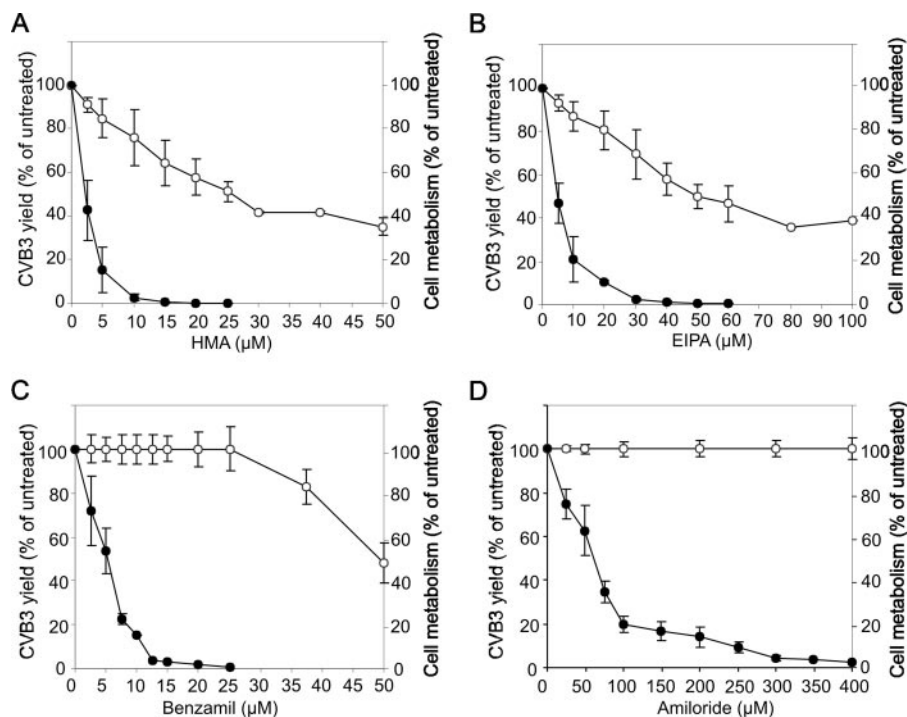 A
CVB3 yield (% of untreated)
100
80
60
40
20
0
100
80
60
40
20
0
Cell metabolism (% of untreated)
0 5 10 15 20 25 30 35 40 45 50
HMA (µM)
B
CVB3 yield (% of untreated)
100
80
60
40
20
0
100
80
60
40
20
0
Cell metabolism (% of untreated)
0 10 20 30 40 50 60 70 80 90 100
EIPA (µM)
C
CVB3 yield (% of untreated)
100
80
60
40
20
0
100
80
60
40
20
0
Cell metabolism (% of untreated)
0 5 10 15 20 25 30 35 40 45 50
Benzamil (µM)
D
CVB3 yield (% of untreated)
100
80
60
40
20
0
100
80
60
40
20
0
Cell metabolism (% of untreated)
0 50 100 150 200 250 300 350 400
Amiloride (µM)